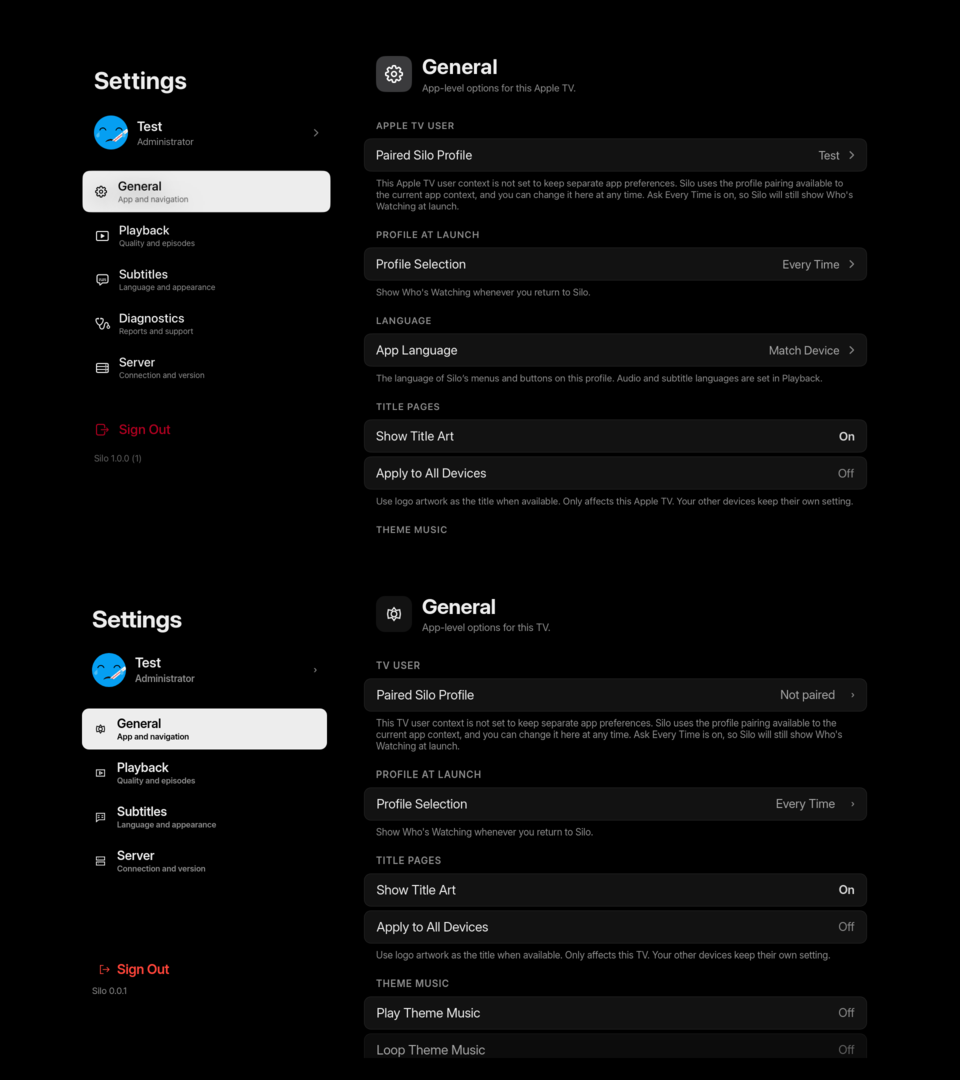 Settings
Test
Administrator
General
App and navigation
Playback
Quality and episodes
Subtitles
Language and appearance
Diagnostics
Reports and support
Server
Connection and version
Sign Out
Silo 1.0.0 (1)
General
App-level options for this Apple TV.
APPLE TV USER
Paired Silo Profile
Test
This Apple TV user context is not set to keep separate app preferences. Silo uses the profile pairing available to
the current app context, and you can change it here at any time. Ask Every Time is on, so Silo will still show Who's
Watching at launch.
PROFILE AT LAUNCH
Profile Selection
Every Time
Show Who's Watching whenever you return to Silo.
LANGUAGE
App Language
Match Device
The language of Silo's menus and buttons on this profile. Audio and subtitle languages are set in Playback.
TITLE PAGES
Show Title Art
On
Apply to All Devices
Off
Use logo artwork as the title when available. Only affects this Apple TV. Your other devices keep their own setting.
THEME MUSIC
Settings
Test
Administrator
General
App and navigation
Playback
Quality and episodes
Subtitles
Language and appearance
Server
Connection and version
Sign Out
Silo 0.0.1
General
App-level options for this TV.
TV USER
Paired Silo Profile
Not paired
This TV user context is not set to keep separate app preferences. Silo uses the profile pairing available to the
current app context, and you can change it here at any time. Ask Every Time is on, so Silo will still show Who's
Watching at launch.
PROFILE AT LAUNCH
Profile Selection
Every Time
Show Who's Watching whenever you return to Silo.
TITLE PAGES
Show Title Art
On
Apply to All Devices
Off
Use logo artwork as the title when available. Only affects this TV. Your other devices keep their own setting.
THEME MUSIC
Play Theme Music
Off
Loop Theme Music
Off